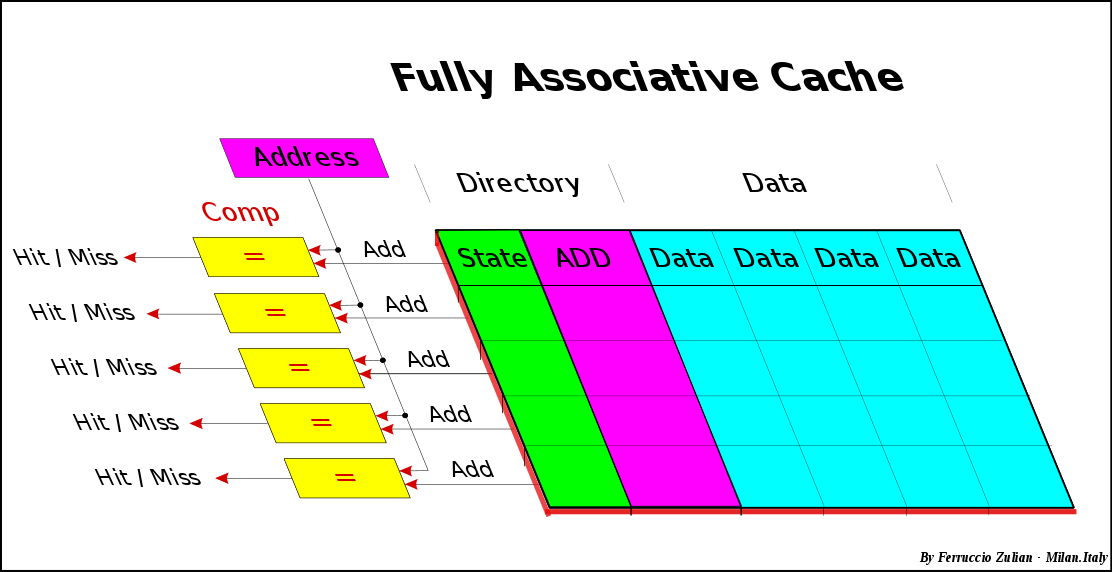 Fully Associative Cache
Address
Directory
Data
Comp
Hit / Miss
=
Add
State
ADD
Data
Data
Data
Data
Hit / Miss
=
Add
Hit / Miss
=
Add
Hit / Miss
=
Add
Hit / Miss
=
Add
By Ferruccio Zulian - Milan.Italy